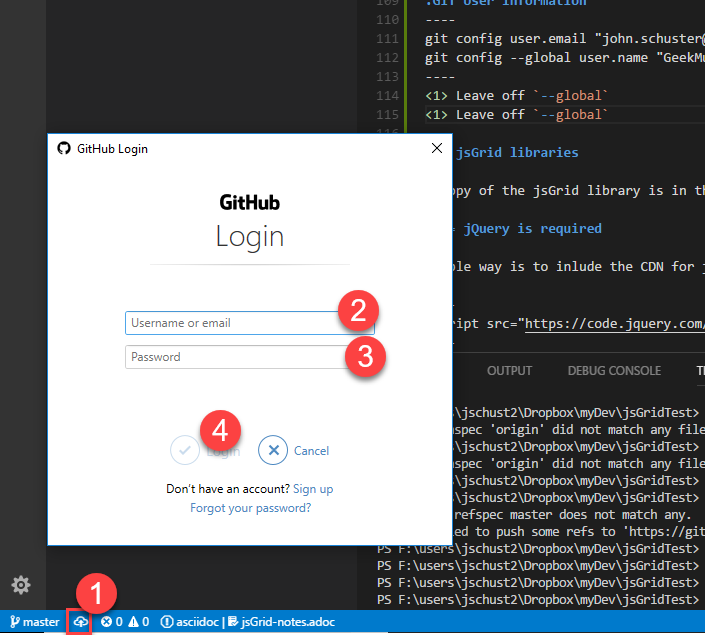 109 .Git User Information
110 ----
111 git config user.email "john.schuster@
112 git config --global user.name "GeekMu
113 ----
114 <1> Leave off `--global`
115 <1> Leave off `--global`
116
GitHub Login
jsGrid libraries
GitHub
Login
opy of the jsGrid library is in th
jQuery is required
le way is to inlude the CDN for j
Username or email
2
ript src="https://code.jquery.com/
Password
3
OUTPUT DEBUG CONSOLE TE
\jschust2\Dropbox\myDev\jsGridTest>
spec 'origin' did not match any file
4
Login
Cancel
\jschust2\Dropbox\myDev\jsGridTest>
spec 'origin' did not match any file
\jschust2\Dropbox\myDev\jsGridTest>
Don't have an account? Sign up
\jschust2\Dropbox\myDev\jsGridTest>
Forgot your password?
refspec master does not match any.
ed to push some refs to 'https://git
PS F:\users\jschust2\Dropbox\myDev\jsGridTest>
PS F:\users\jschust2\Dropbox\myDev\jsGridTest>
PS F:\users\jschust2\Dropbox\myDev\jsGridTest>
PS F:\users\jschust2\Dropbox\myDev\jsGridTest>
1
master 0 0 asciidoc | jsGrid-notes.adoc